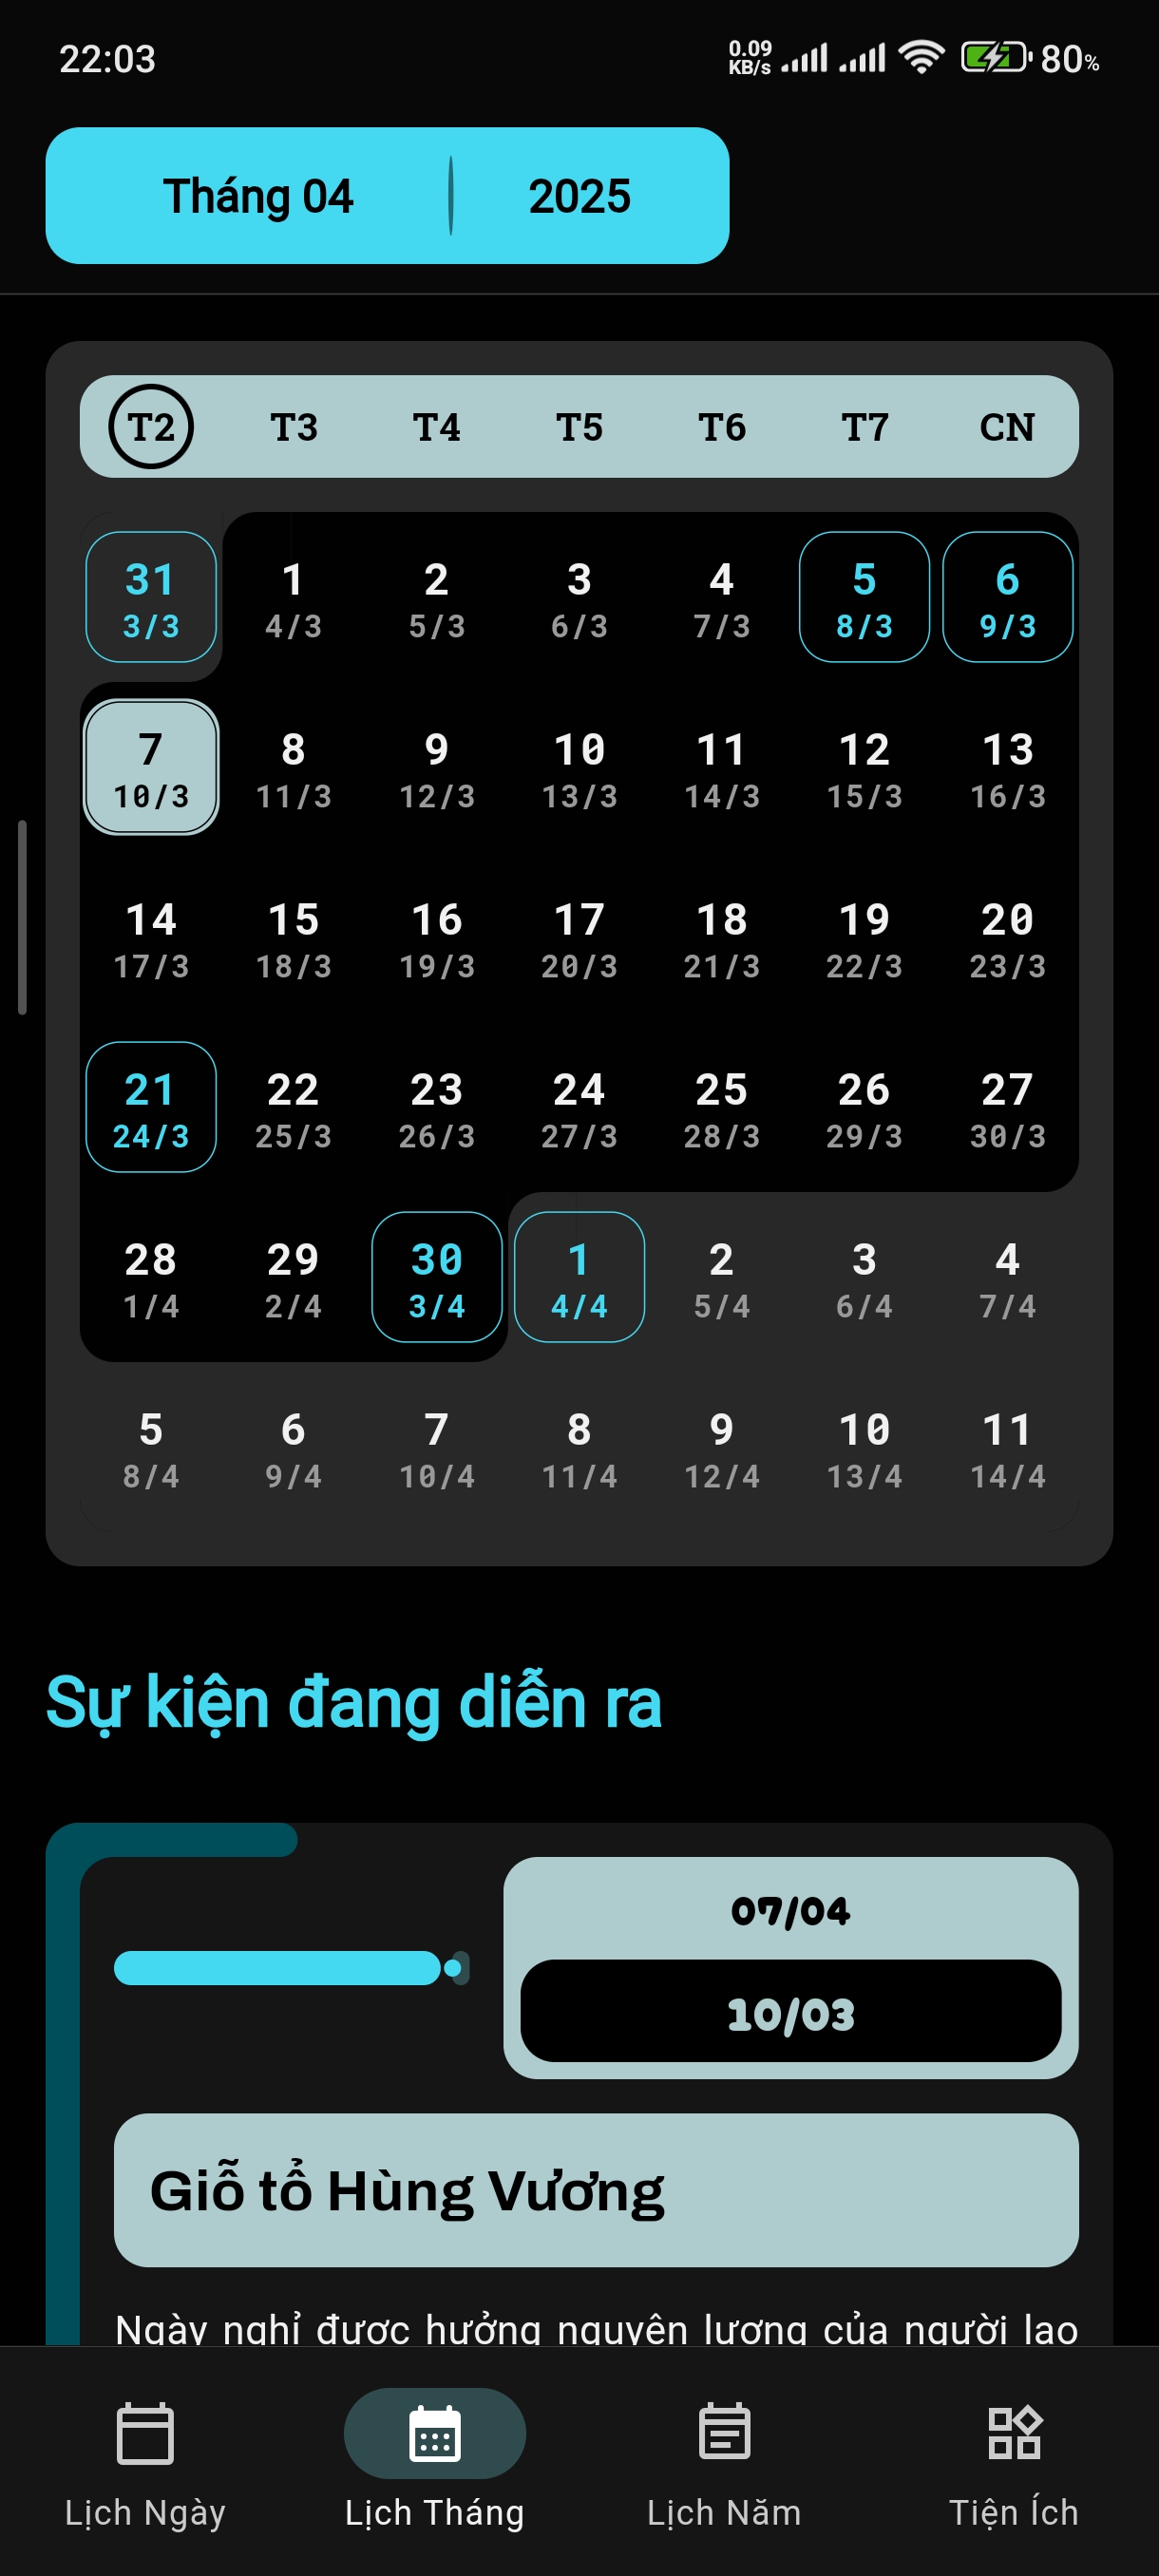 22:03 0.09 KB/s 80%
Tháng 04 2025
T2 T3 T4 T5 T6 T7 CN
31 1 2 3 4 5 6
3/3 4/3 5/3 6/3 7/3 8/3 9/3
7 8 9 10 11 12 13
10/3 11/3 12/3 13/3 14/3 15/3 16/3
14 15 16 17 18 19 20
17/3 18/3 19/3 20/3 21/3 22/3 23/3
21 22 23 24 25 26 27
24/3 25/3 26/3 27/3 28/3 29/3 30/3
28 29 30 1 2 3 4
1/4 2/4 3/4 4/4 5/4 6/4 7/4
5 6 7 8 9 10 11
8/4 9/4 10/4 11/4 12/4 13/4 14/4
Sự kiện đang diễn ra
07/04
10/03
Giỗ tổ Hùng Vương
Ngày nghỉ được hưởng nguyên lương của người lao
Lịch Ngày Lịch Tháng Lịch Năm Tiện Ích